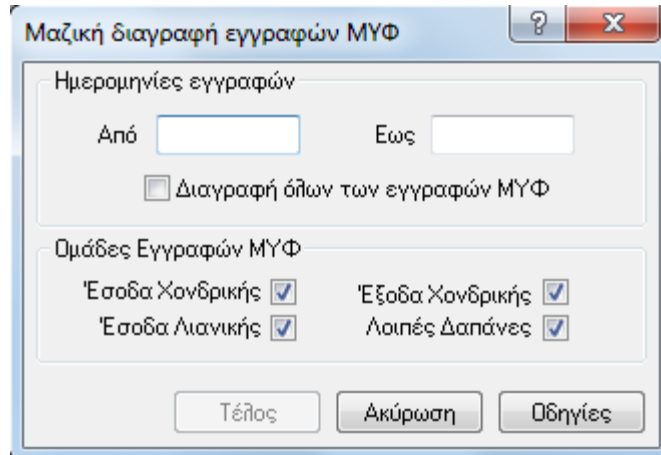 Μαζική διαγραφή εγγραφών ΜΥΦ
Ημερομηνίες εγγραφών
Από Εως
Διαγραφή όλων των εγγραφών ΜΥΦ
Ομάδες Εγγραφών ΜΥΦ
Έσοδα Χονδρικής Έξοδα Χονδρικής
Έσοδα Λιανικής Λοιπές Δαπάνες
Τέλος Ακύρωση Οδηγίες